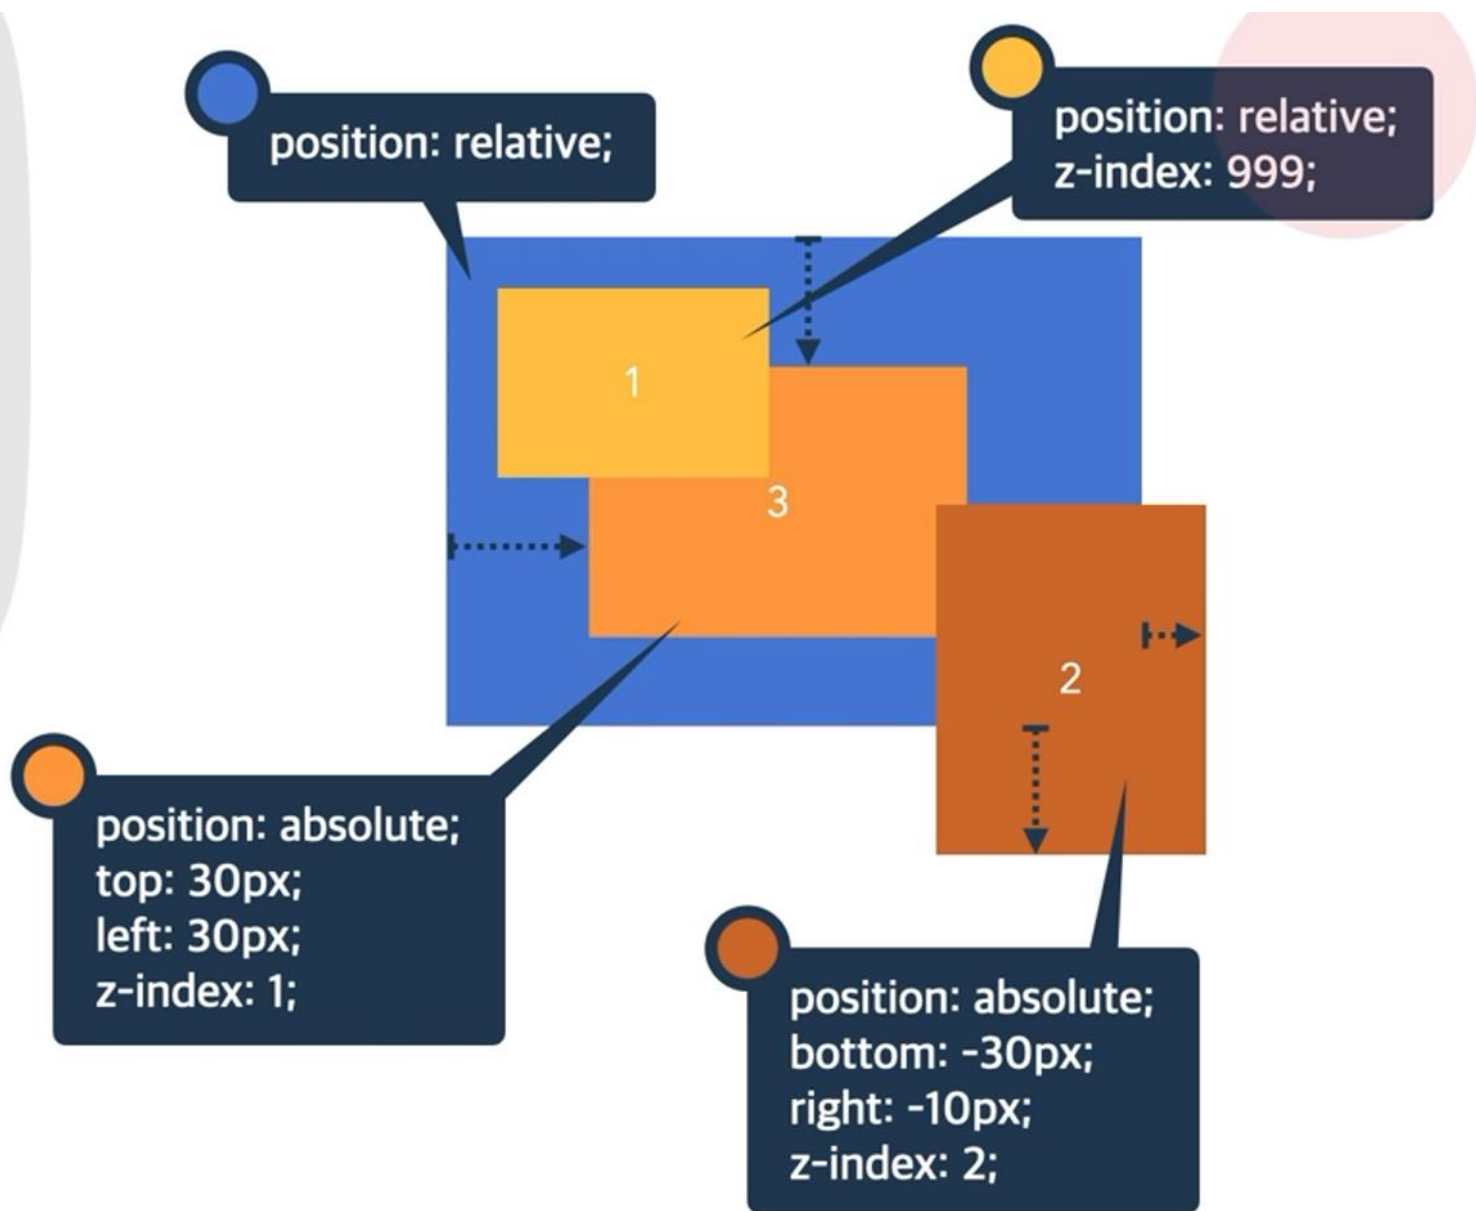 position: relative;
position: relative;
z-index: 999;
1
3
2
position: absolute;
top: 30px;
left: 30px;
z-index: 1;
position: absolute;
bottom: -30px;
right: -10px;
z-index: 2;